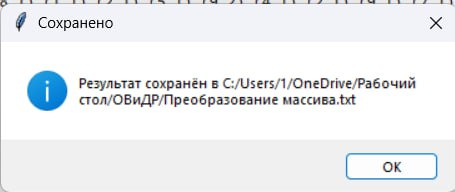 Сохранено
Результат сохранён в C:/Users/1/OneDrive/Рабочий
стол/ОВиДР/Преобразование массива.txt
OK